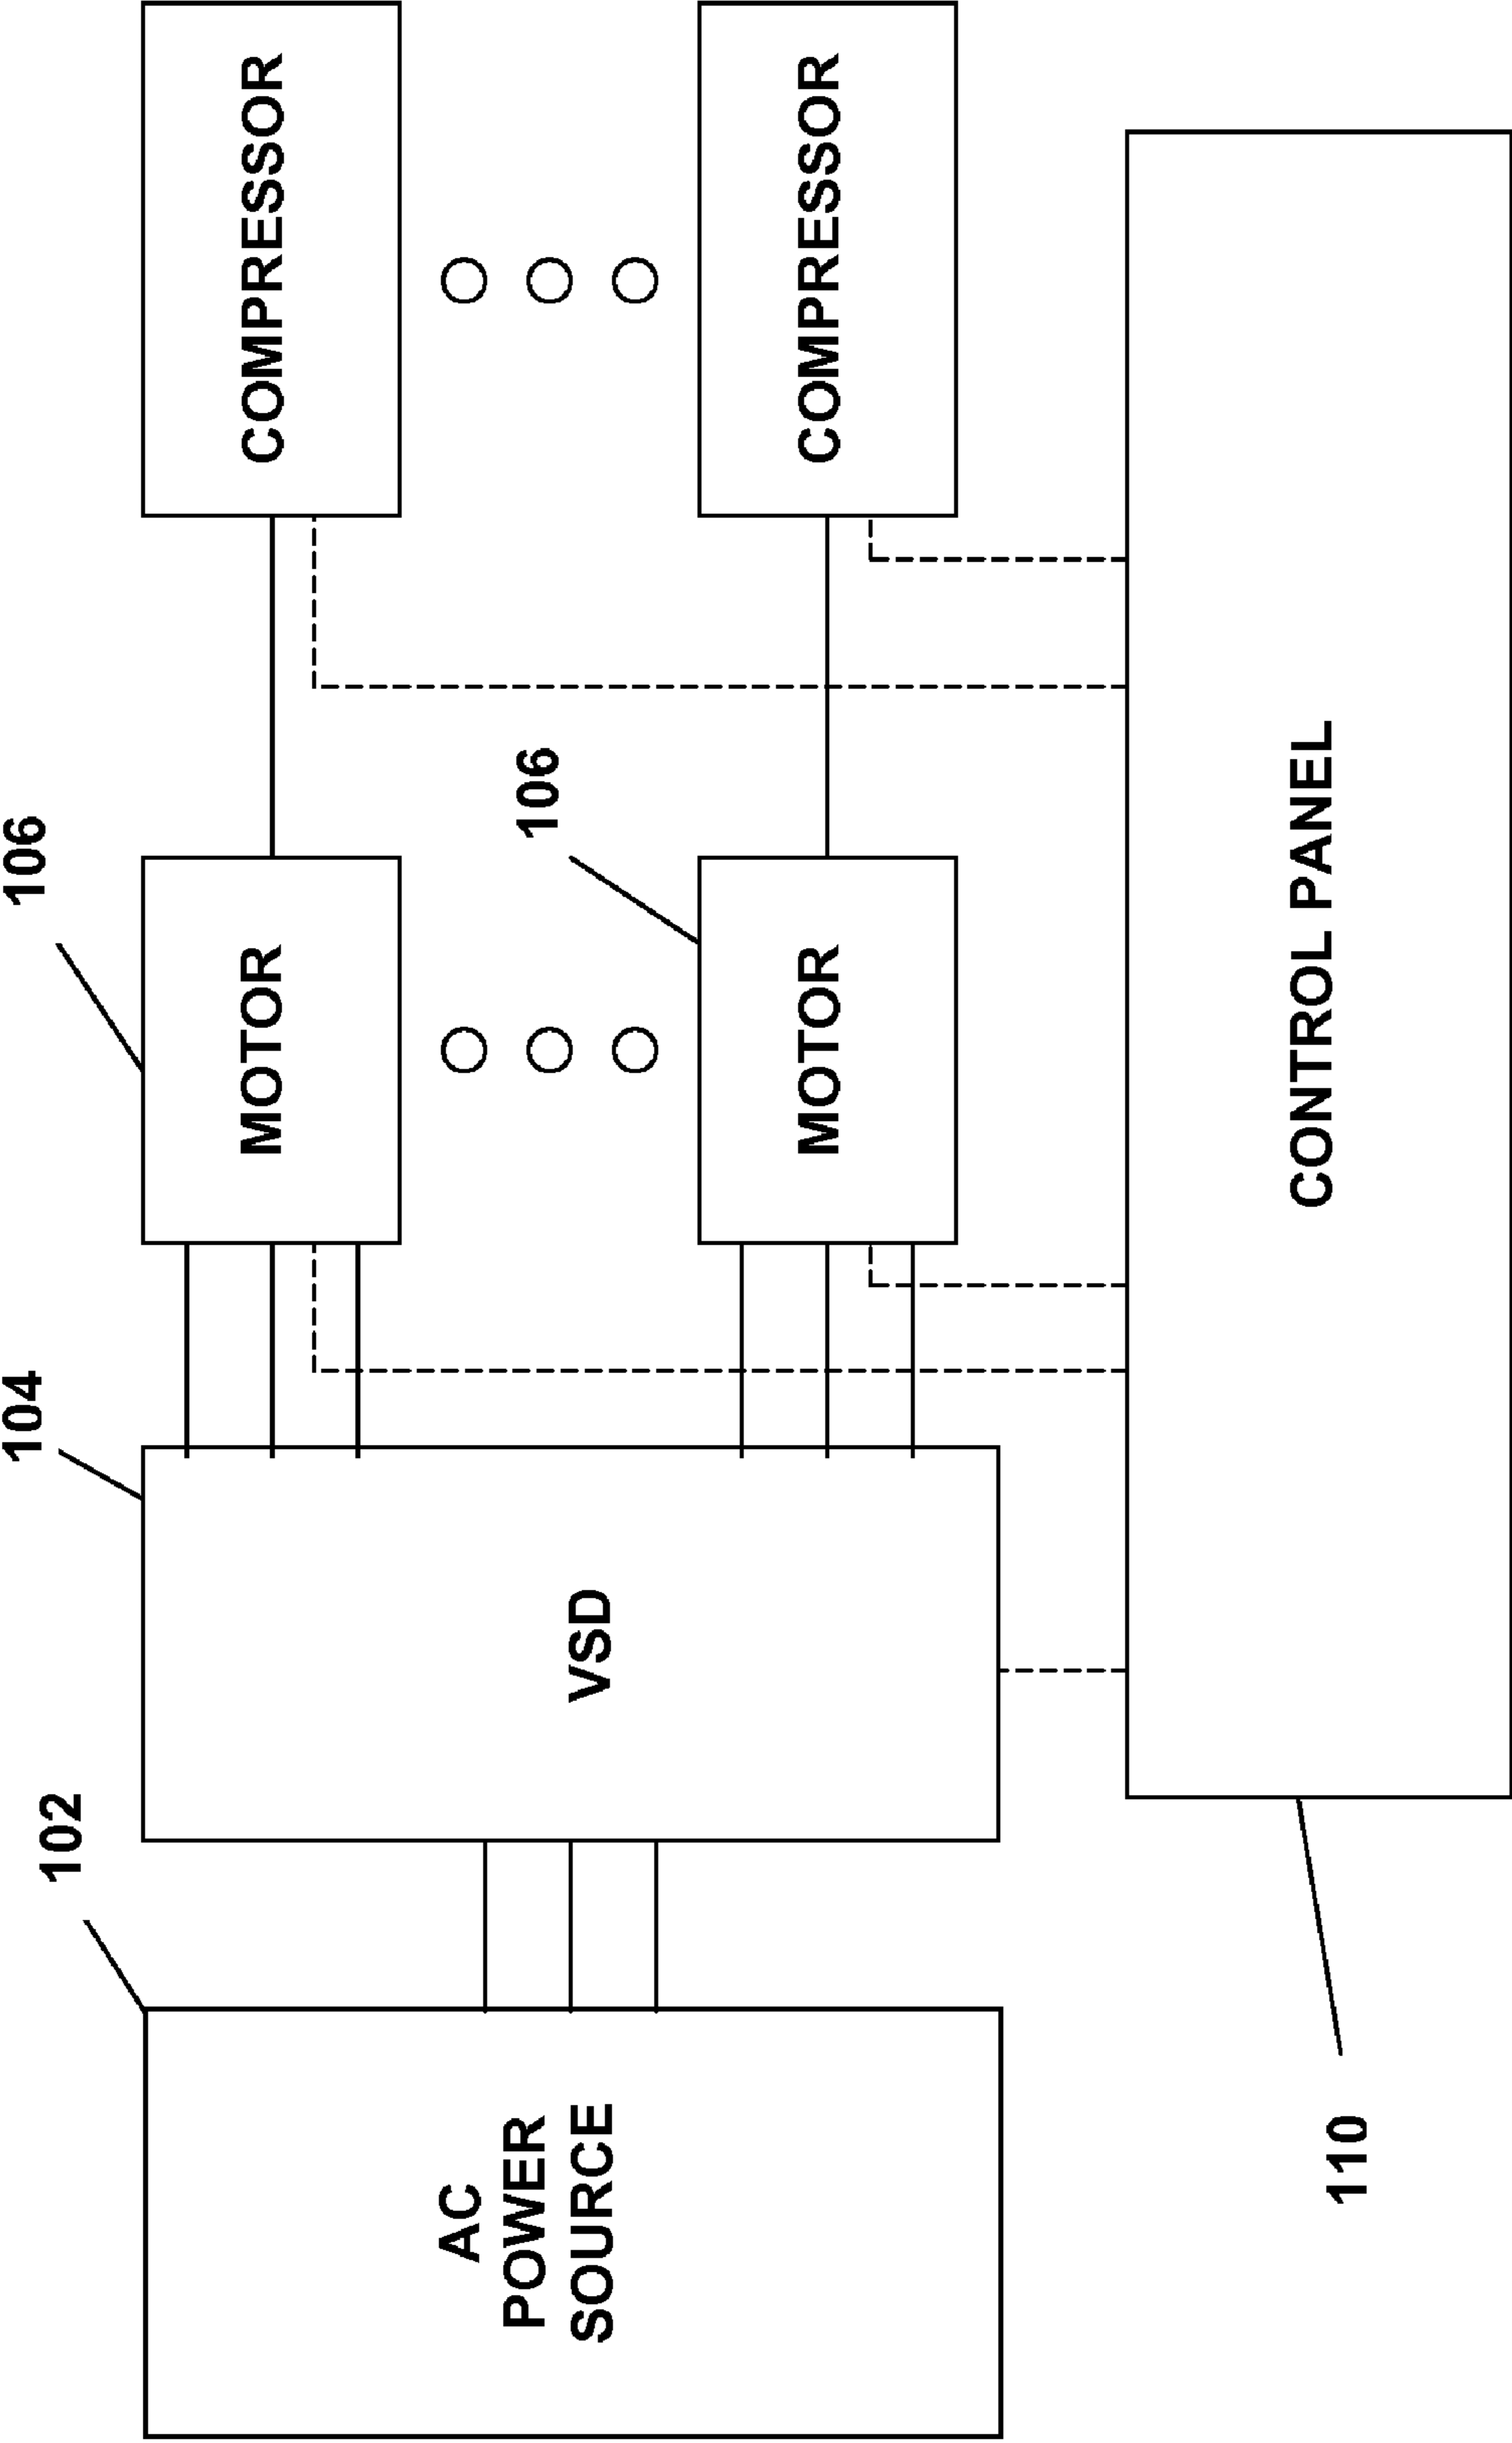 102
104
106
MOTOR
COMPRESSOR
AC
POWER
SOURCE
VSD
106
MOTOR
COMPRESSOR
CONTROL PANEL
110